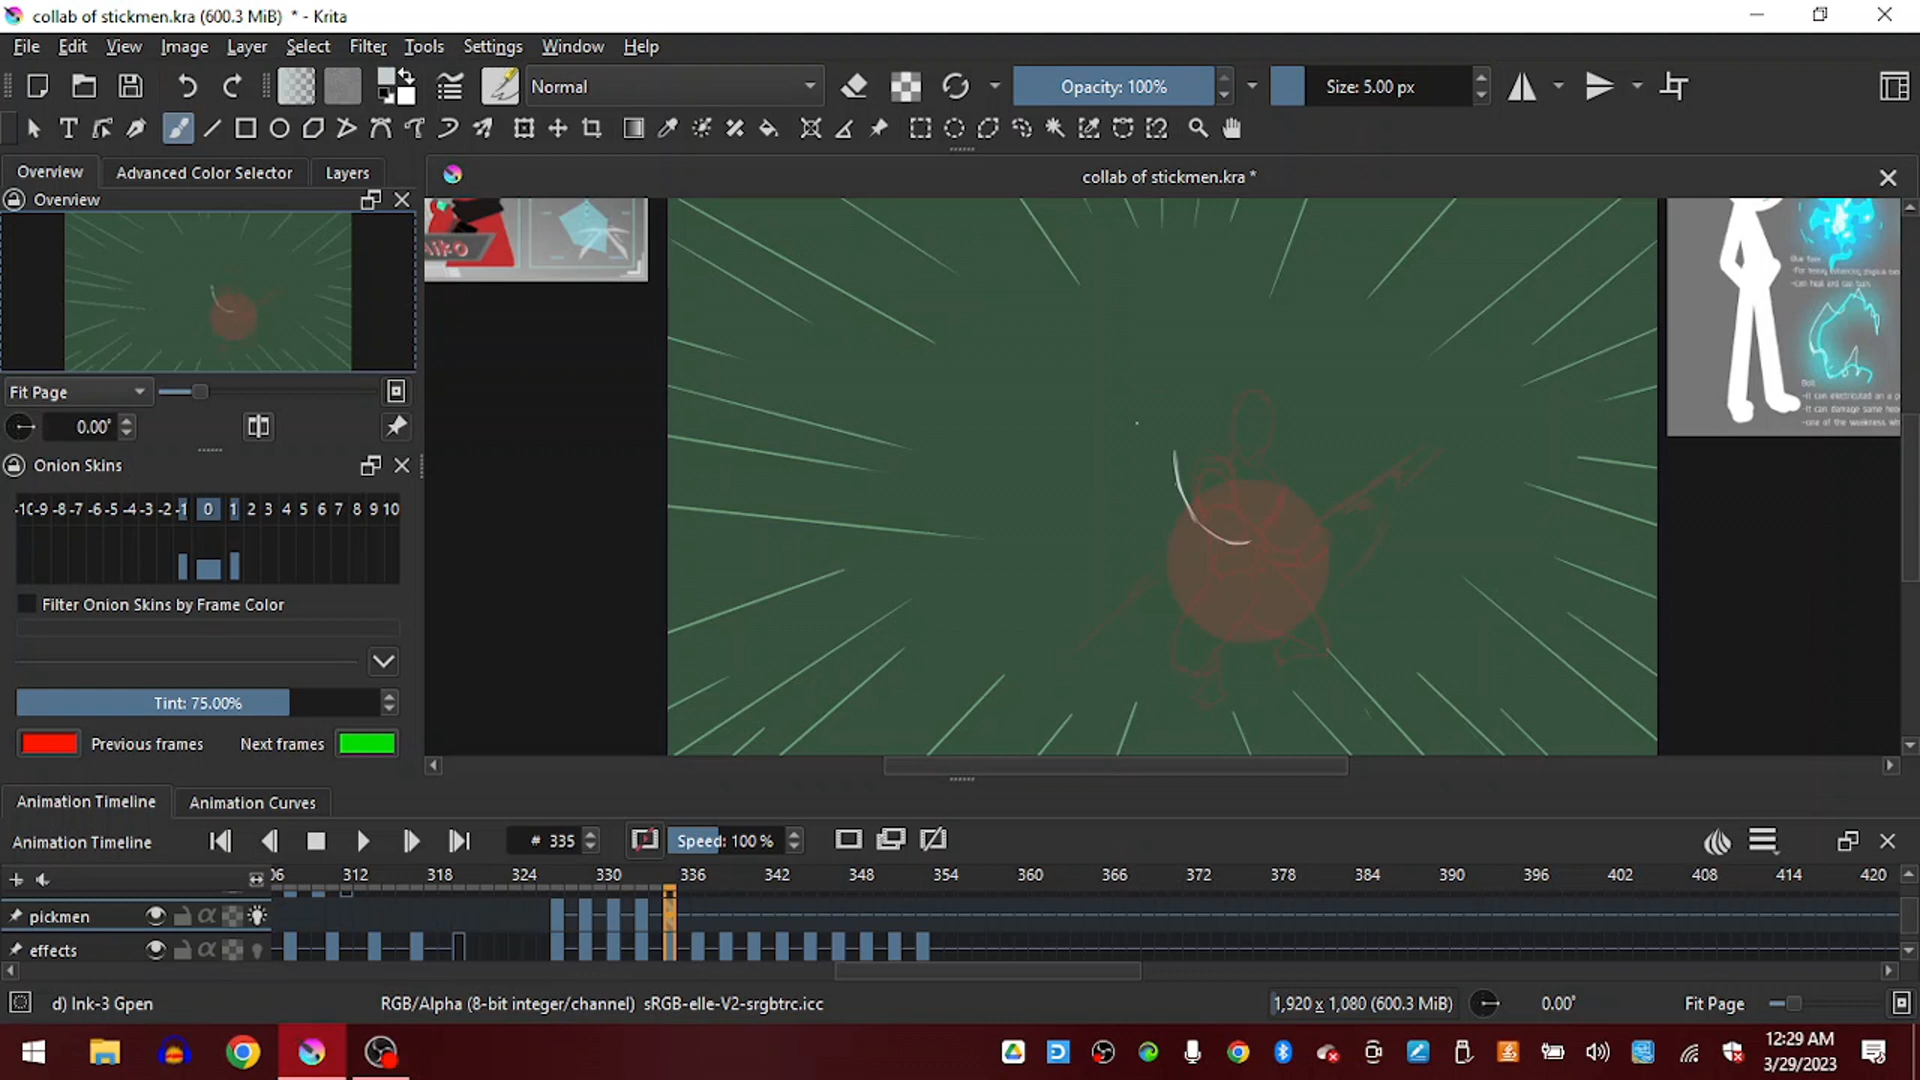 collab of stickmen.kra (600.3 MiB) * - Krita
File Edit View Image Layer Select Filter Tools Settings Window Help
Normal Opacity: 100% Size: 5.00 px
Overview Advanced Color Selector Layers
collab of stickmen.kra *
Overview
Fit Page
0.00°
Onion Skins
-10 -9 -8 -7 -6 -5 -4 -3 -2 -1 0 1 2 3 4 5 6 7 8 9 10
Filter Onion Skins by Frame Color
Tint: 75.00%
Previous frames Next frames
Bolt
Animation Timeline Animation Curves
Animation Timeline # 335 Speed: 100 %
06 312 318 324 330 336 342 348 354 360 366 372 378 384 390 396 402 408 414 420
pickmen
effects
d) Ink-3 Gpen RGB/Alpha (8-bit integer/channel) sRGB-elle-V2-srgbtrc.icc 1,920 x 1,080 (600.3 MiB) 0.00° Fit Page
12:29 AM
3/29/2023